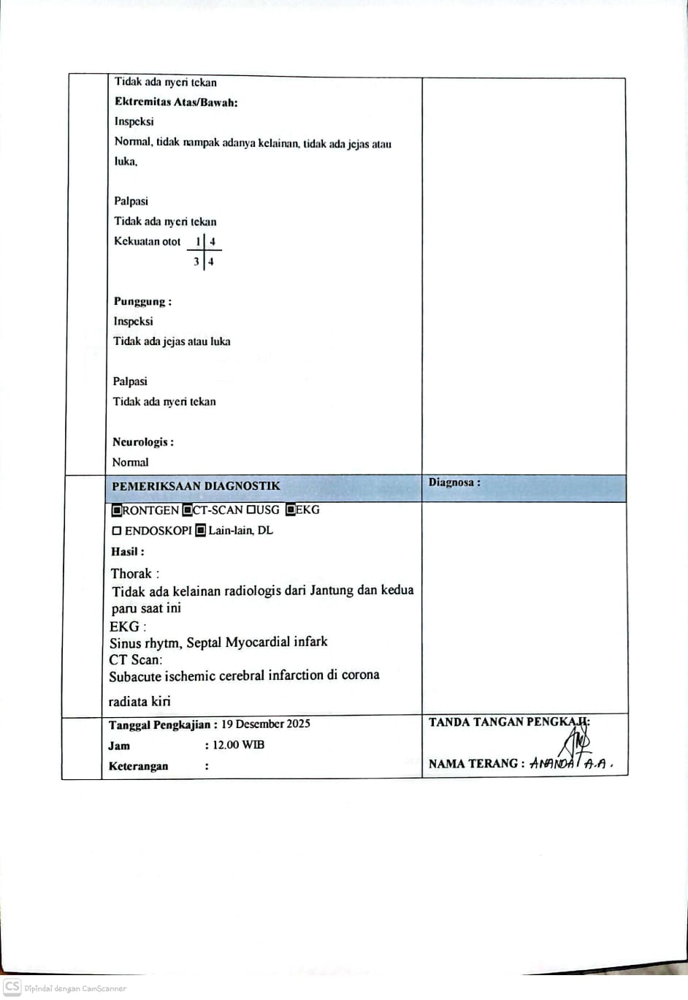 Tidak ada nyeri tekan
Ektremitas Atas/Bawah:
Inspeksi
Normal, tidak nampak adanya kelainan, tidak ada jejas atau
luka,
Palpasi
Tidak ada nyeri tekan
Kekuatan otot 1 4
3 4
Punggung :
Inspeksi
Tidak ada jejas atau luka
Palpasi
Tidak ada nyeri tekan
Neurologis :
Normal
PEMERIKSAAN DIAGNOSTIK
Diagnosa :
RONTGEN CT-SCAN USG EKG
ENDOSKOPI Lain-lain, DL
Hasil :
Thorak :
Tidak ada kelainan radiologis dari Jantung dan kedua
paru saat ini
EKG :
Sinus rhytm, Septal Myocardial infark
CT Scan:
Subacute ischemic cerebral infarction di corona
radiata kiri
Tanggal Pengkajian : 19 Desember 2025
Jam : 12.00 WIB
Keterangan :
TANDA TANGAN PENGKAJI:
NAMA TERANG : ANANDA A.A.
CS Dipindai dengan CamScanner